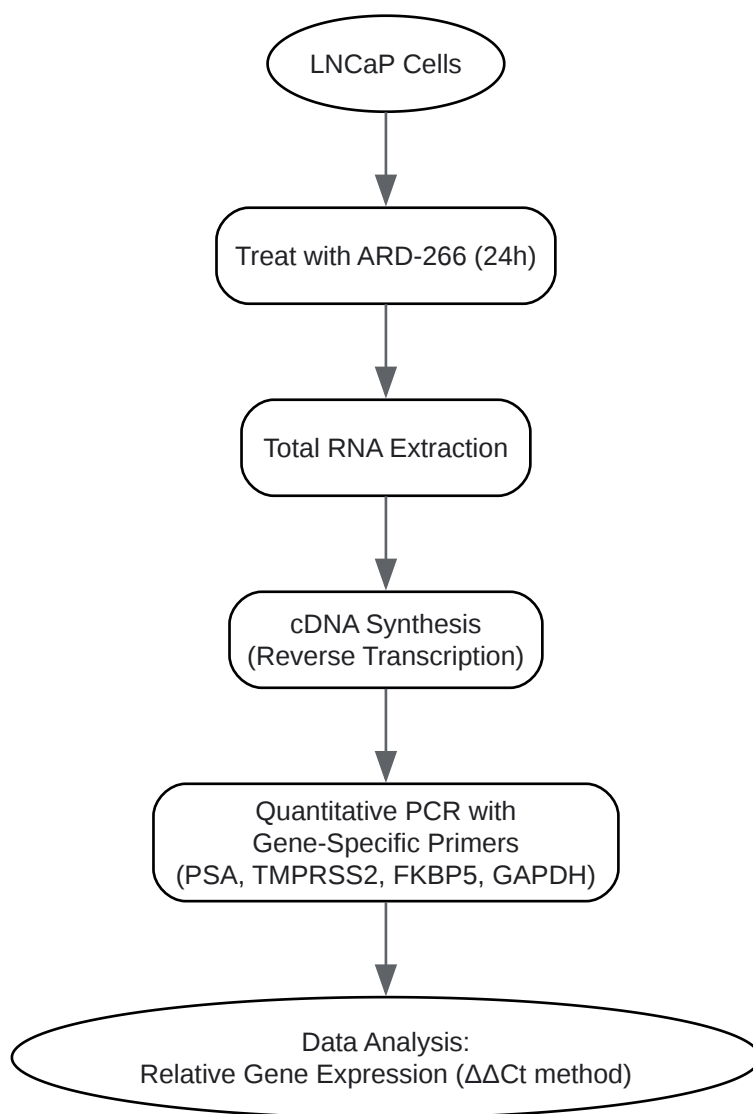 LNCaP Cells
Treat with ARD-266 (24h)
Total RNA Extraction
cDNA Synthesis
(Reverse Transcription)
Quantitative PCR with
Gene-Specific Primers
(PSA, TMPRSS2, FKBP5, GAPDH)
Data Analysis:
Relative Gene Expression (ΔΔCt method)